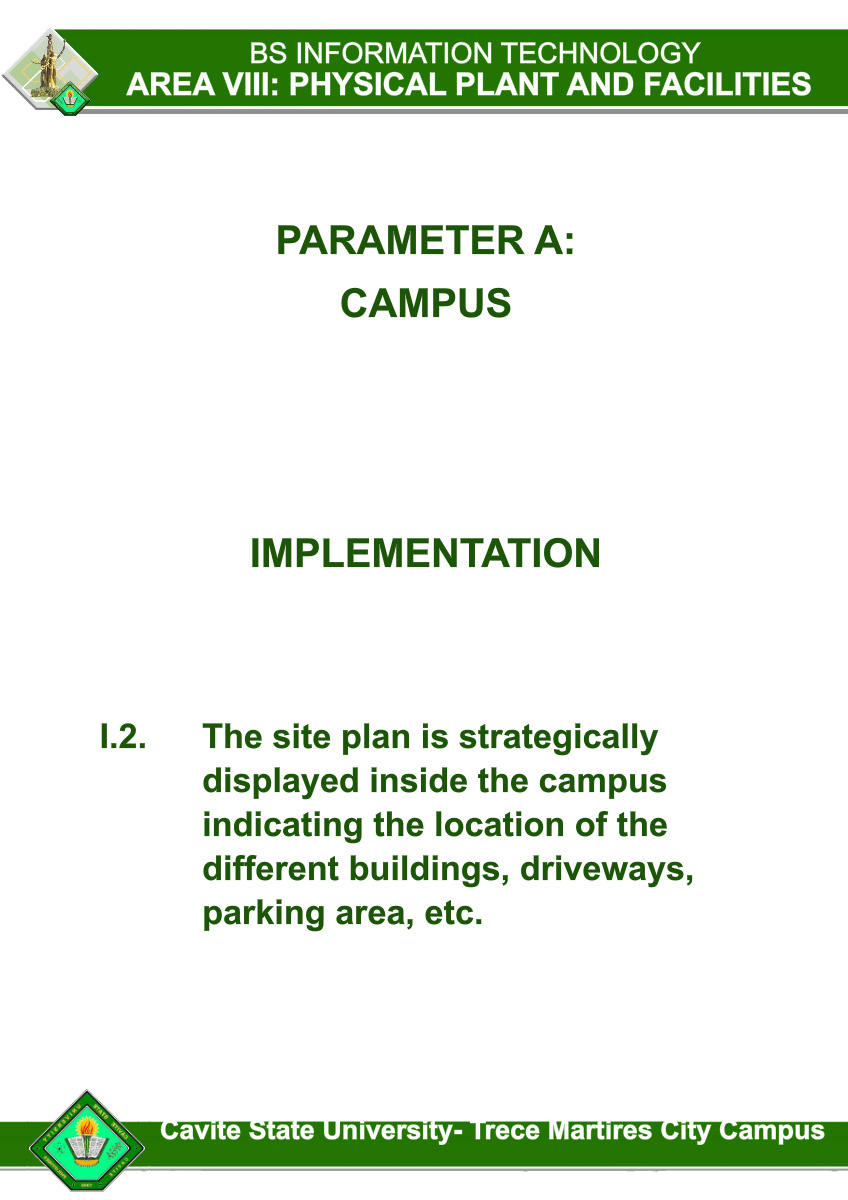 BS INFORMATION TECHNOLOGY
AREA VIII: PHYSICAL PLANT AND FACILITIES
PARAMETER A:
CAMPUS
IMPLEMENTATION
I.2. The site plan is strategically
displayed inside the campus
indicating the location of the
different buildings, driveways,
parking area, etc.
Cavite State University- Trece Martires City Campus